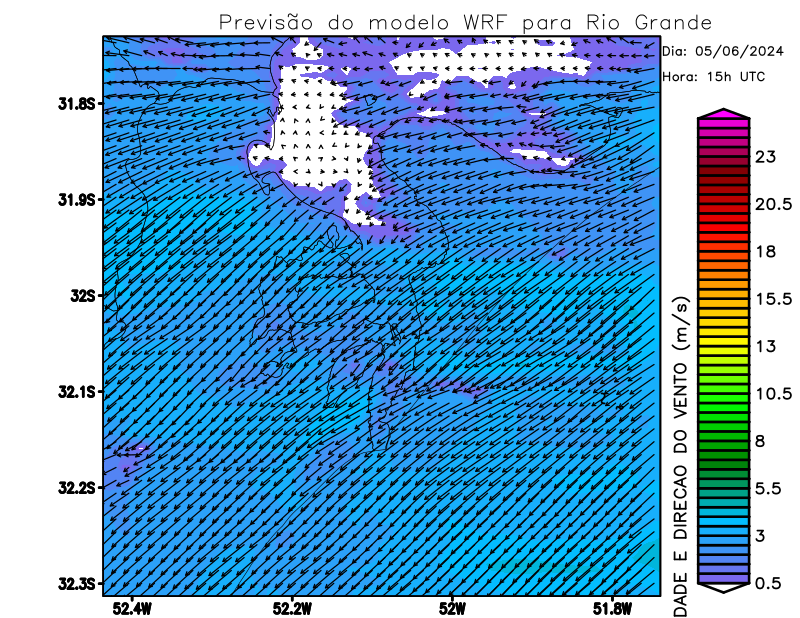 Previsão do modelo WRF para Rio Grande
Dia: 05/06/2024
Hora: 15h UTC
31.8S
31.9S
32S
32.1S
32.2S
32.3S
52.4W
52.2W
52W
51.8W
23
20.5
18
15.5
13
10.5
8
5.5
3
0.5
DADE E DIRECAO DO VENTO (m/s)